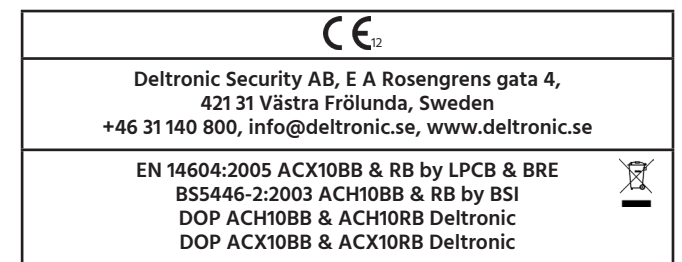 CE12
Deltronic Security AB, E A Rosengrens gata 4,
421 31 Västra Frölunda, Sweden
+46 31 140 800, info@deltronic.se, www.deltronic.se
EN 14604:2005 ACX10BB & RB by LPCB & BRE
BS5446-2:2003 ACH10BB & RB by BSI
DOP ACH10BB & ACH10RB Deltronic
DOP ACX10BB & ACX10RB Deltronic